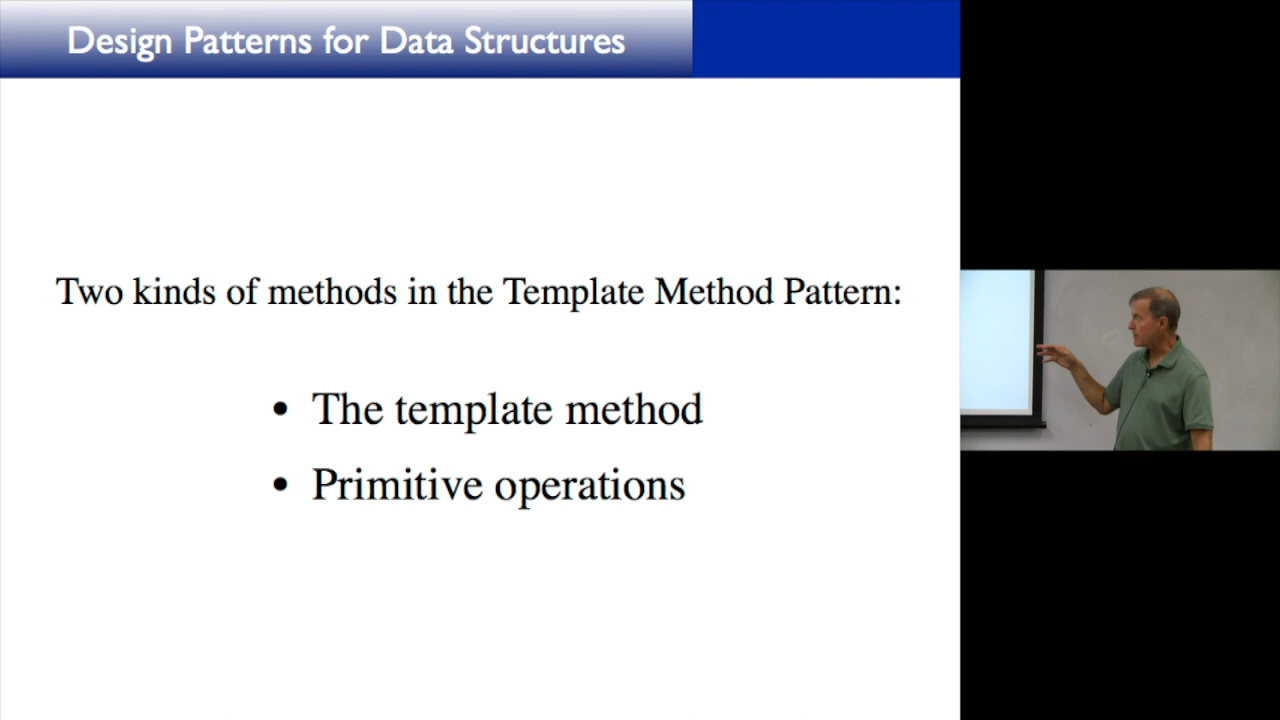 Design Patterns for Data Structures
Two kinds of methods in the Template Method Pattern:
• The template method
• Primitive operations